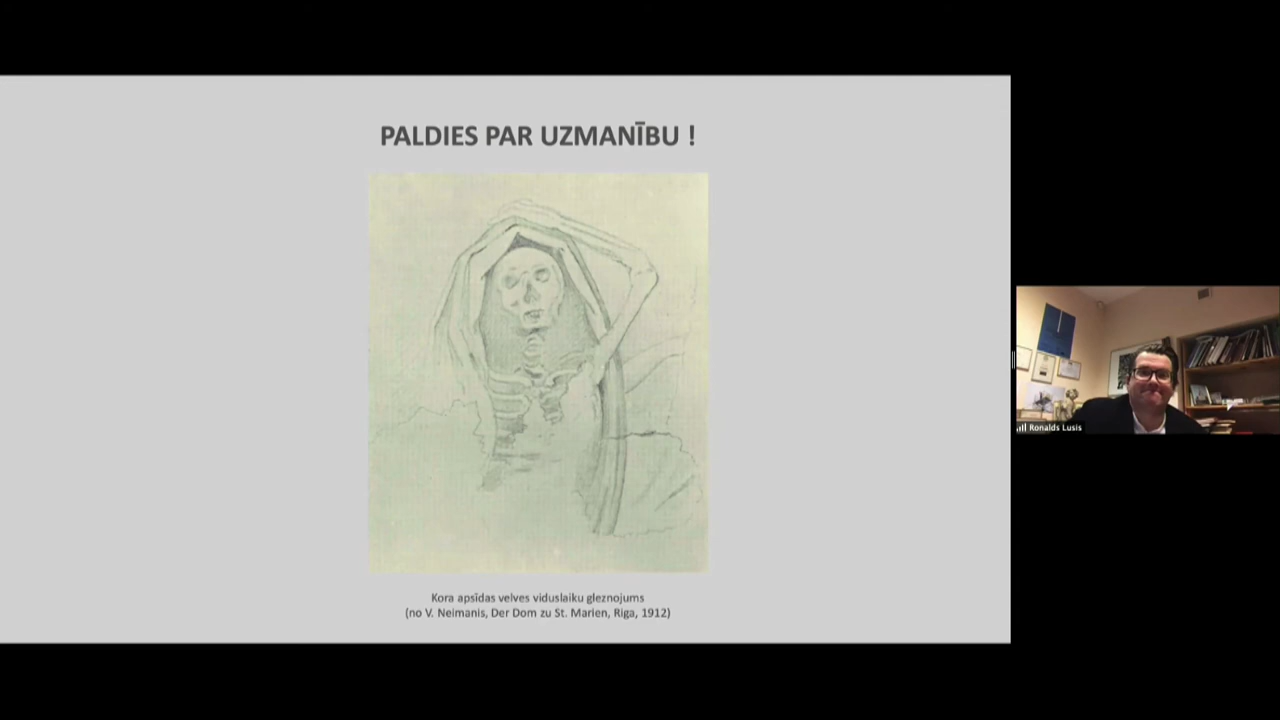 PALDIES PAR UZMANĪBU !
Kora apsīdas velves viduslaiku gleznojums
(no V. Neimanis, Der Dom zu St. Marien, Riga, 1912)
Ronalds Lusis